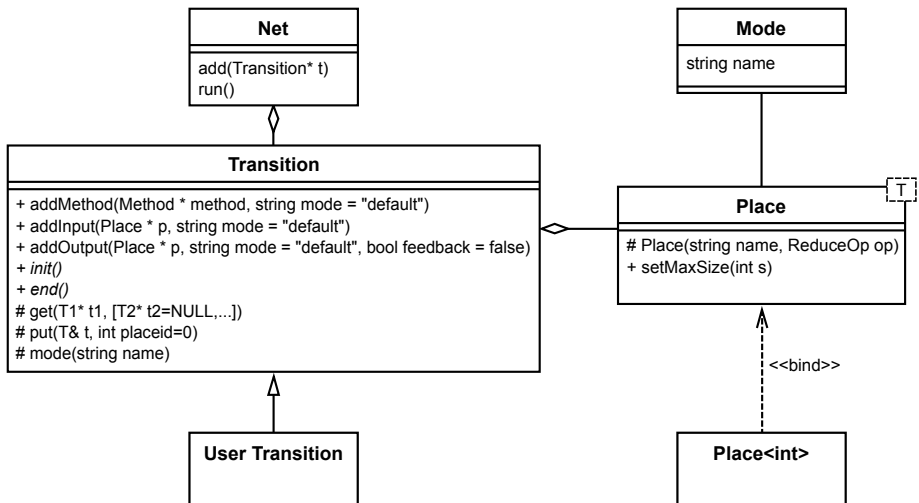 Net
add(Transition* t)
run()
Mode
string name
Transition
+ addMethod(Method * method, string mode = "default")
+ addInput(Place * p, string mode = "default")
+ addOutput(Place * p, string mode = "default", bool feedback = false)
+ init()
+ end()
# get(T1* t1, [T2* t2=NULL,...])
# put(T& t, int placeid=0)
# mode(string name)
T
Place
# Place(string name, ReduceOp op)
+ setMaxSize(int s)
<<bind>>
User Transition
Place<int>